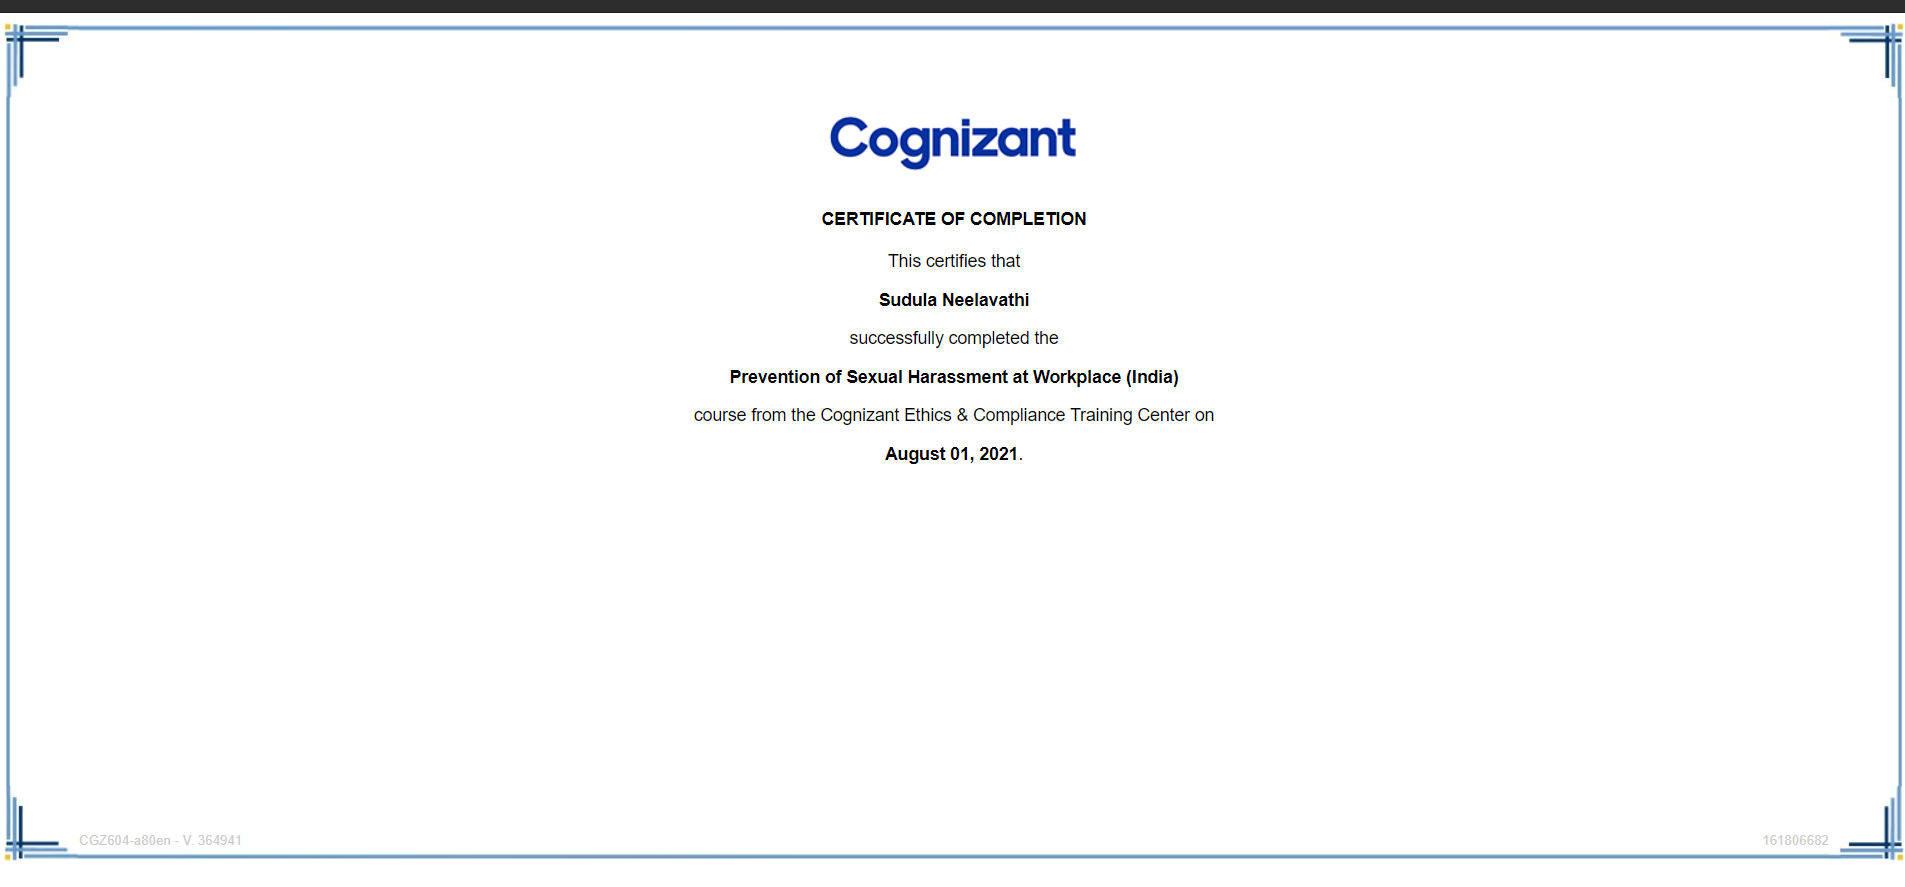 Cognizant
CERTIFICATE OF COMPLETION
This certifies that
Sudula Neelavathi
successfully completed the
Prevention of Sexual Harassment at Workplace (India)
course from the Cognizant Ethics & Compliance Training Center on
August 01, 2021.
CGZ604-a80en - V. 364941
161806682